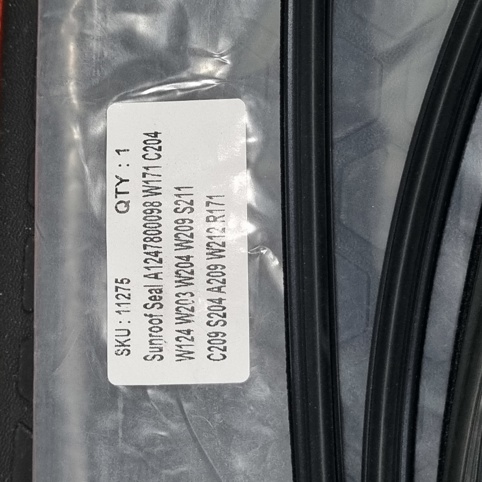 SKU : 11275 QTY : 1
Sunroof Seal A1247800098 W171 C204
W124 W203 W204 W209 S211
C209 S204 A209 W212 R171